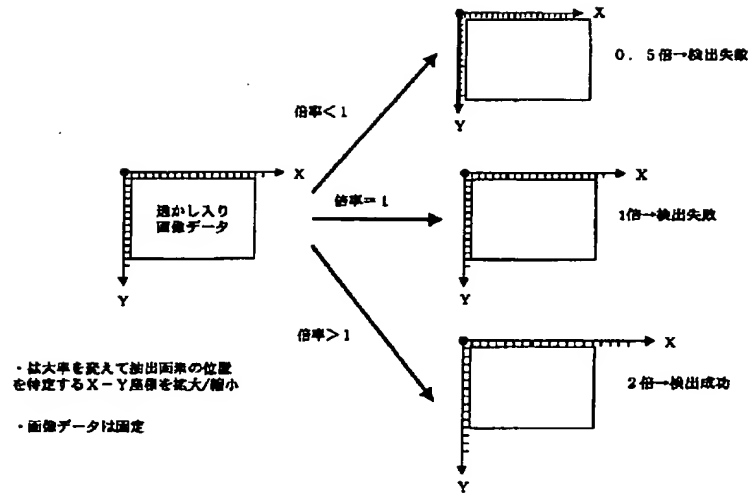 X
0.5倍→検出失敗
Y
倍率<1
X
透かし入り
画像データ
Y
倍率=1
X
1倍→検出失敗
Y
倍率>1
X
2倍→検出成功
Y
・拡大率を変えて抽出画素の位置
を特定するX-Y座標を拡大/縮小
・画像データは固定